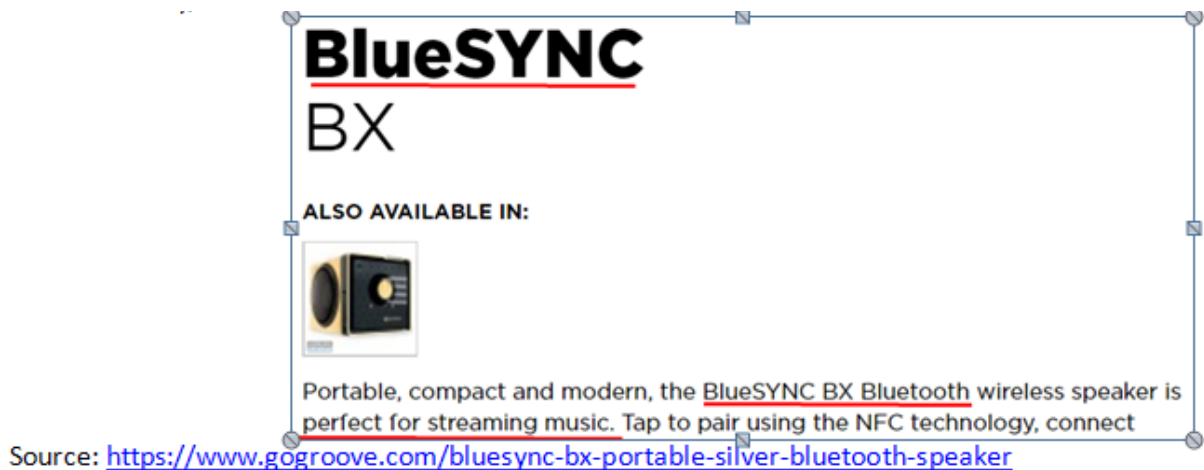 BlueSYNC
BX
ALSO AVAILABLE IN:
Portable, compact and modern, the BlueSYNC BX Bluetooth wireless speaker is
perfect for streaming music. Tap to pair using the NFC technology, connect
Source: https://www.gogroove.com/bluesync-bx-portable-silver-bluetooth-speaker